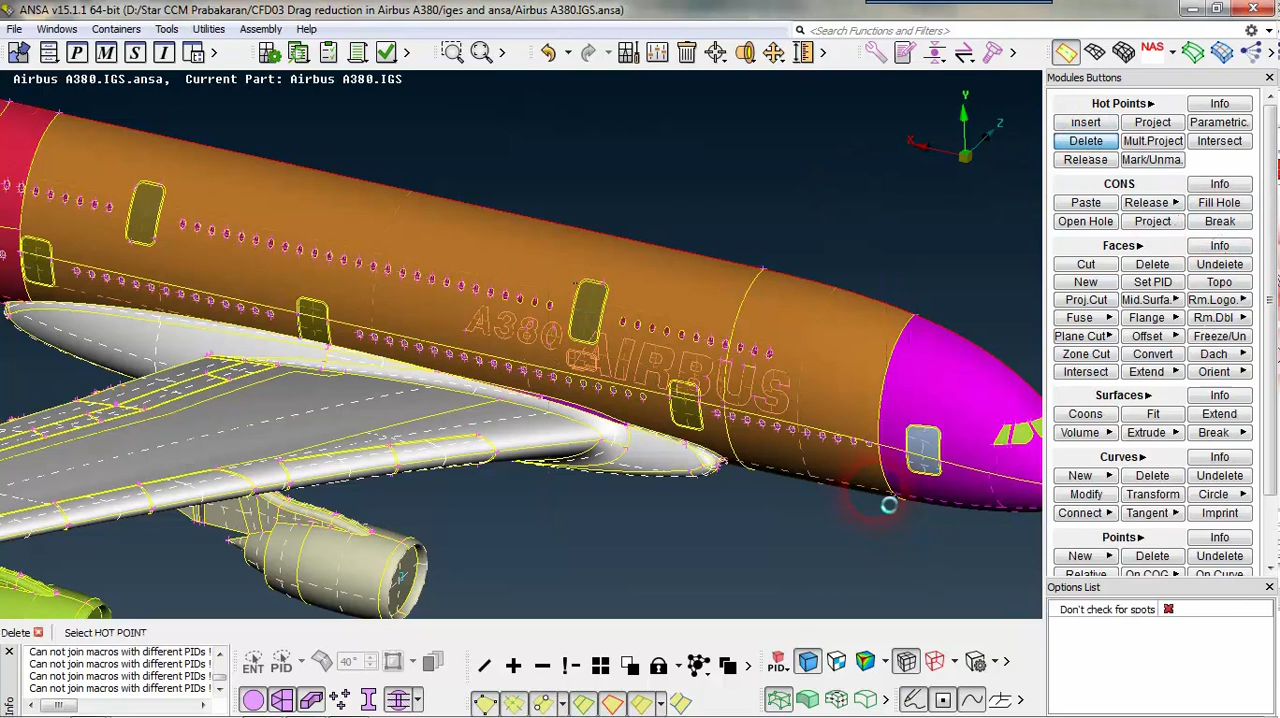 ANSA v15.1.1 64-bit (D:/Star CCM Prabakaran/CFD03 Drag reduction in Airbus A380/iges and ansa/Airbus A380.IGS.ansa)
File Windows Containers Tools Utilities Assembly Help
<Search Functions and Filters>
P M S I NAS
Airbus A380.IGS.ansa, Current Part: Airbus A380.IGS
Y
X Z
A380 AIRBUS
Modules Buttons
Hot Points Info
Insert Project Parametric.
Delete Mult.Project Intersect
Release Mark/Unma.
CONS Info
Paste Release Fill Hole
Open Hole Project Break
Faces Info
Cut Delete Undelete
New Set PID Topo
Proj.Cut Mid.Surfa. Rm.Logo.
Fuse Flange Rm.Dbl
Plane Cut Offset Freeze/Un
Zone Cut Convert Dach
Intersect Extend Orient
Surfaces Info
Coons Fit Extend
Volume Extrude Break
Curves Info
New Delete Undelete
Modify Transform Circle
Connect Tangent Imprint
Points Info
New Delete Undelete
Relative On COG On Curve
Options List
Don't check for spots
Delete Select HOT POINT
Can not join macros with different PIDs !
Can not join macros with different PIDs !
Can not join macros with different PIDs !
Can not join macros with different PIDs !
Info
ENT PID 40° PID